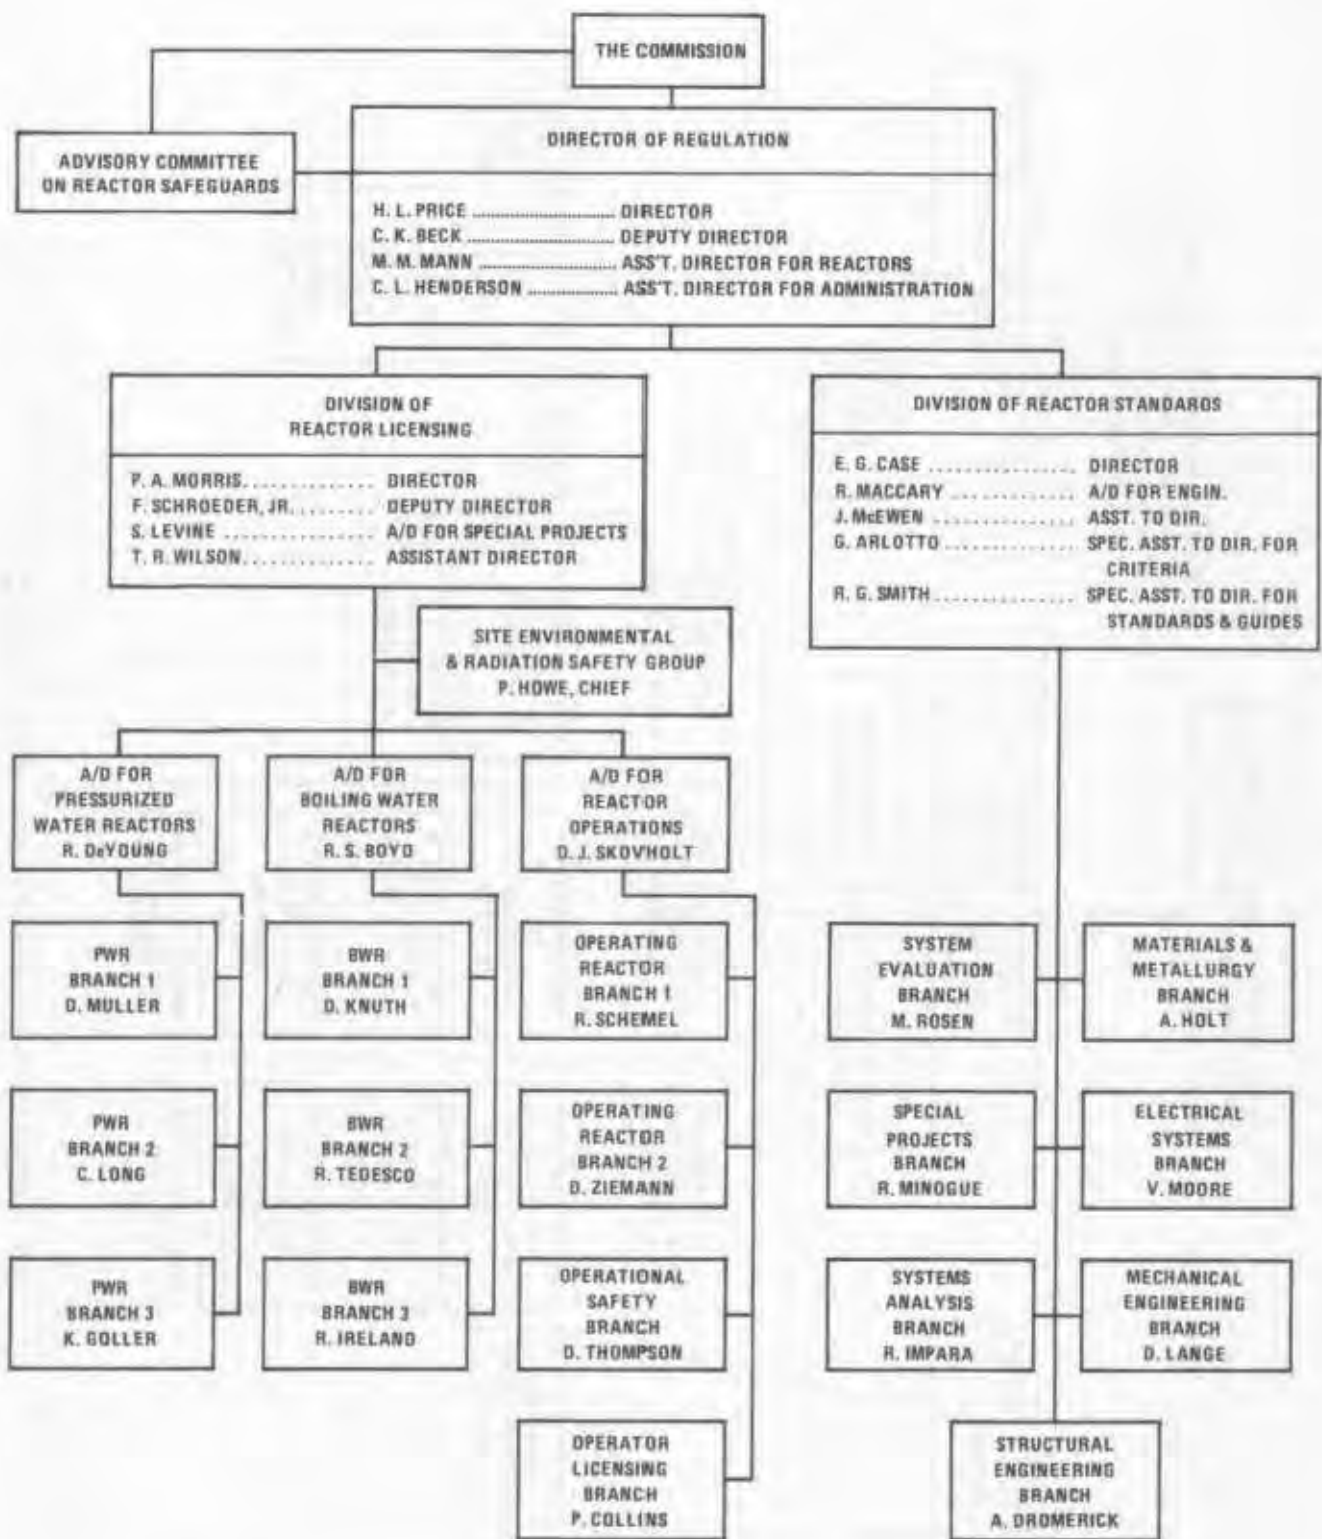 THE COMMISSION
ADVISORY COMMITTEE
ON REACTOR SAFEGUARDS
DIRECTOR OF REGULATION
H. L. PRICE ............................. DIRECTOR
C. K. BECK ............................. DEPUTY DIRECTOR
M. M. MANN ........................... ASS'T. DIRECTOR FOR REACTORS
C. L. HENDERSON .................. ASS'T. DIRECTOR FOR ADMINISTRATION
DIVISION OF
REACTOR LICENSING
P. A. MORRIS.............. DIRECTOR
F. SCHROEDER, JR. ........ DEPUTY DIRECTOR
S. LEVINE ................ A/D FOR SPECIAL PROJECTS
T. R. WILSON.............. ASSISTANT DIRECTOR
DIVISION OF REACTOR STANDARDS
E. G. CASE ................ DIRECTOR
R. MACCARY .............. A/D FOR ENGIN.
J. McEWEN ................ ASST. TO DIR.
G. ARLOTTO .............. SPEC. ASST. TO DIR. FOR
CRITERIA
R. G. SMITH ............... SPEC. ASST. TO DIR. FOR
STANDARDS & GUIDES
SITE ENVIRONMENTAL
& RADIATION SAFETY GROUP
P. HOWE, CHIEF
A/D FOR
PRESSURIZED
WATER REACTORS
R. DeYOUNG
A/D FOR
BOILING WATER
REACTORS
R. S. BOYD
A/D FOR
REACTOR
OPERATIONS
D. J. SKOVHOLT
PWR
BRANCH 1
D. MULLER
BWR
BRANCH 1
D. KNUTH
OPERATING
REACTOR
BRANCH 1
R. SCHEMEL
SYSTEM
EVALUATION
BRANCH
M. ROSEN
MATERIALS &
METALLURGY
BRANCH
A. HOLT
PWR
BRANCH 2
C. LONG
BWR
BRANCH 2
R. TEDESCO
OPERATING
REACTOR
BRANCH 2
D. ZIEMANN
SPECIAL
PROJECTS
BRANCH
R. MINOGUE
ELECTRICAL
SYSTEMS
BRANCH
V. MOORE
PWR
BRANCH 3
K. GOLLER
BWR
BRANCH 3
R. IRELAND
OPERATIONAL
SAFETY
BRANCH
D. THOMPSON
SYSTEMS
ANALYSIS
BRANCH
R. IMPARA
MECHANICAL
ENGINEERING
BRANCH
D. LANGE
OPERATOR
LICENSING
BRANCH
P. COLLINS
STRUCTURAL
ENGINEERING
BRANCH
A. DROMERICK